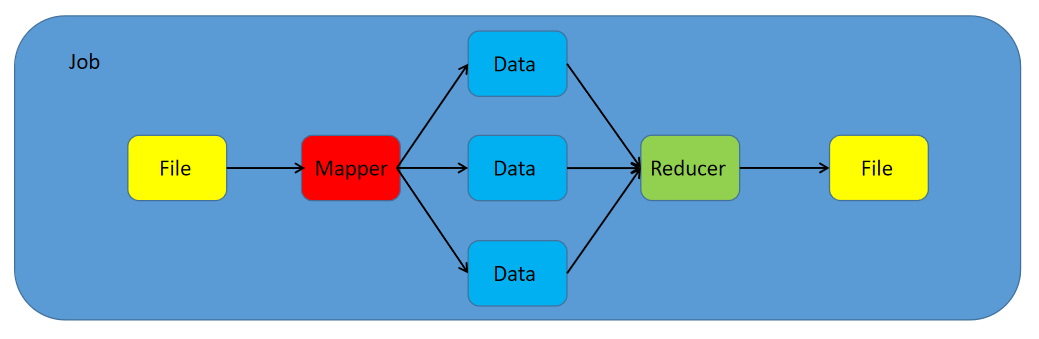 Job
Data
File
Mapper
Data
Reducer
File
Data